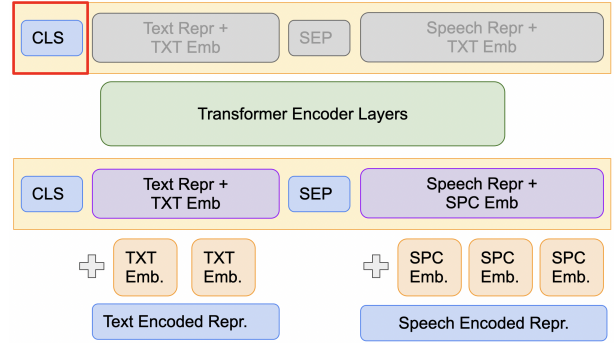 CLS
Text Repr +
TXT Emb
SEP
Speech Repr +
TXT Emb
Transformer Encoder Layers
CLS
Text Repr +
TXT Emb
SEP
Speech Repr +
SPC Emb
TXT
Emb.
TXT
Emb.
SPC
Emb.
SPC
Emb.
SPC
Emb.
Text Encoded Repr.
Speech Encoded Repr.